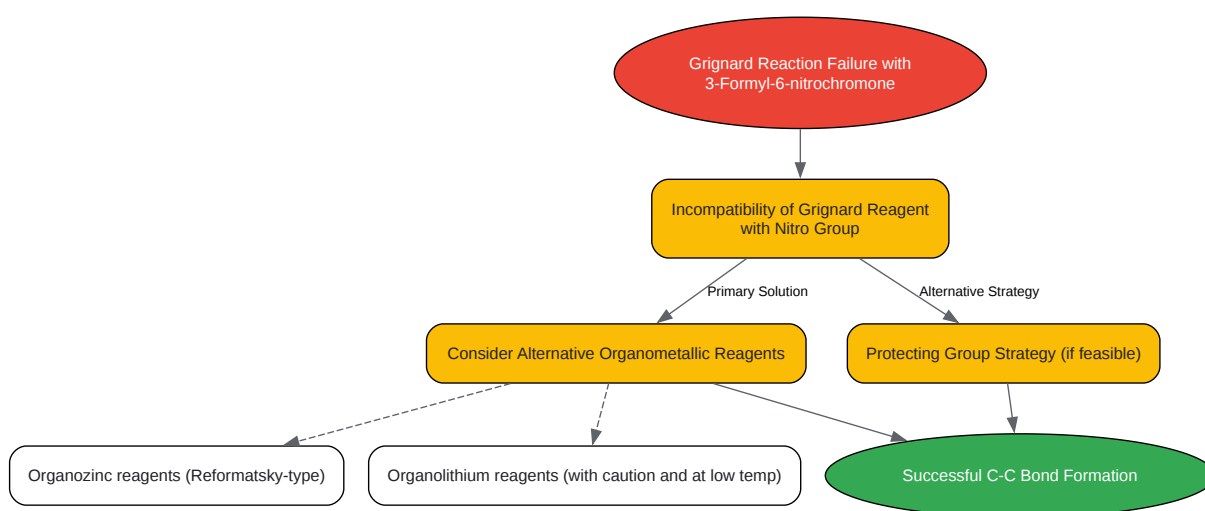 Grignard Reaction Failure with
3-Formyl-6-nitrochromone
Incompatibility of Grignard Reagent
with Nitro Group
Primary Solution
Alternative Strategy
Consider Alternative Organometallic Reagents
Protecting Group Strategy (if feasible)
Organozinc reagents (Reformatsky-type)
Organolithium reagents (with caution and at low temp)
Successful C-C Bond Formation